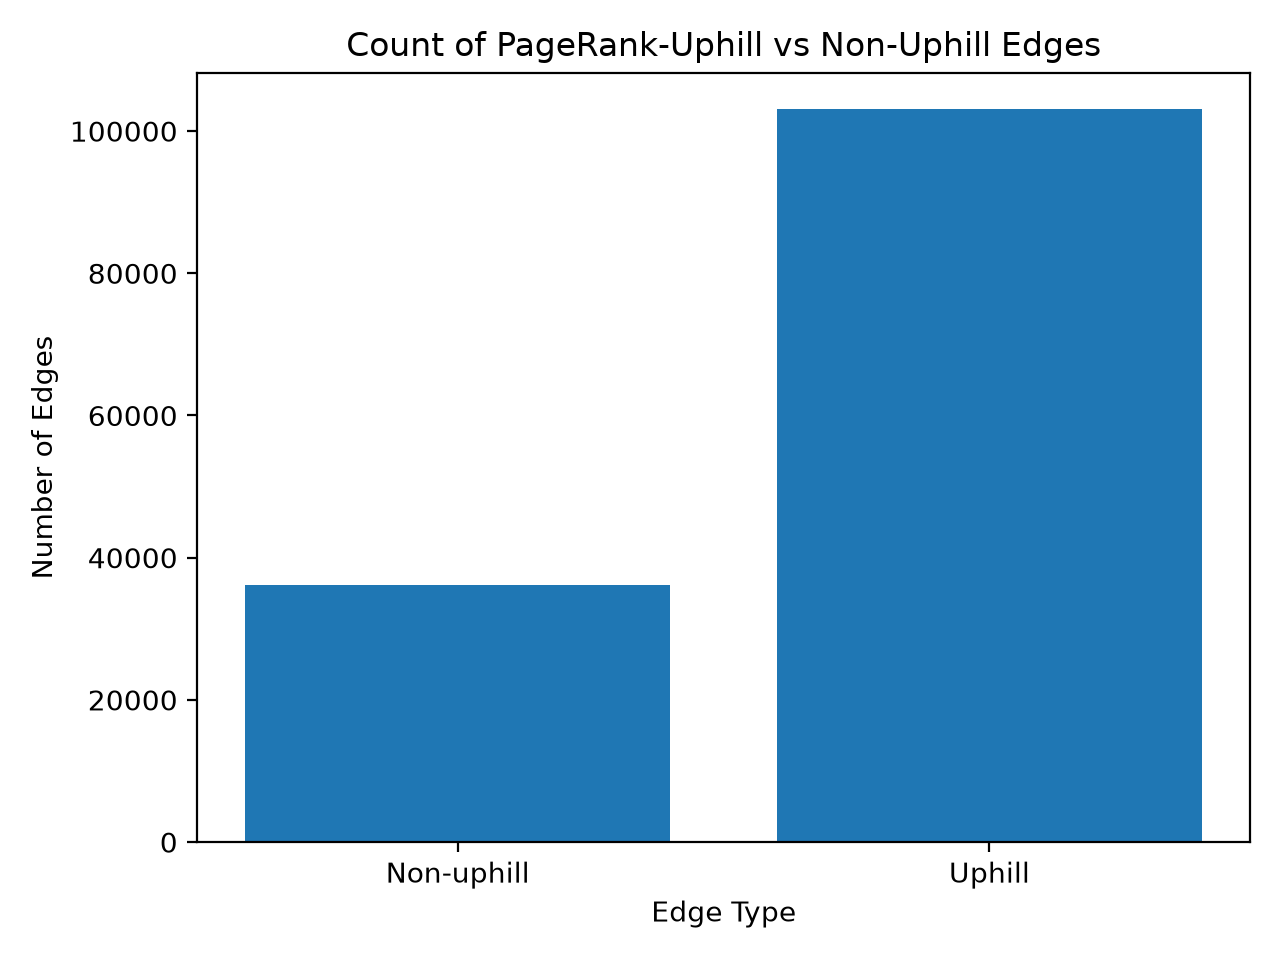 Count of PageRank-Uphill vs Non-Uphill Edges
100000
80000
60000
40000
20000
0
Number of Edges
Non-uphill
Uphill
Edge Type